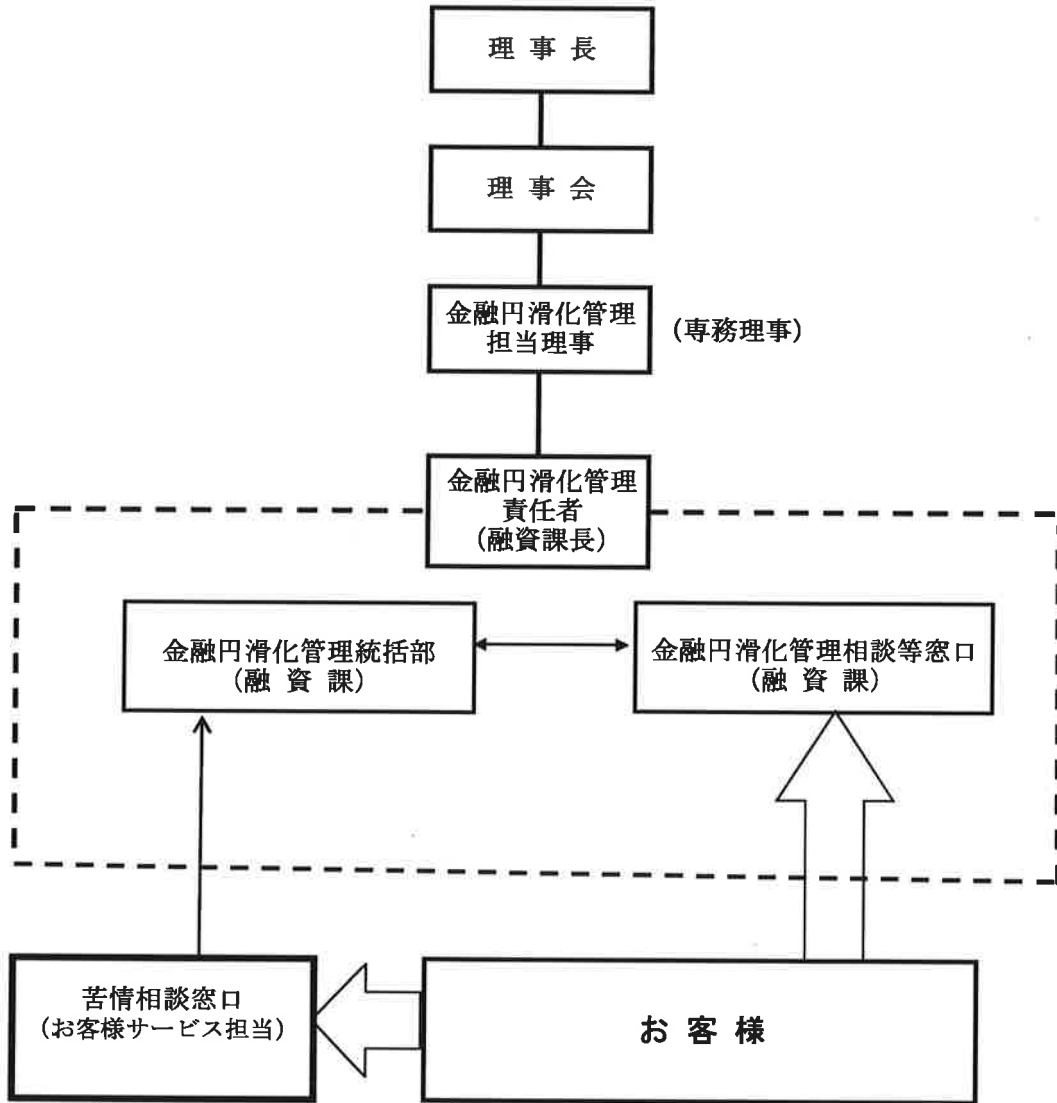 理 事 長
理 事 会
金融円滑化管理
担当理事
(専務理事)
金融円滑化管理
責任者
(融資課長)
金融円滑化管理統括部
(融 資 課)
金融円滑化管理相談等窓口
(融 資 課)
苦情相談窓口
(お客様サービス担当)
お 客 様